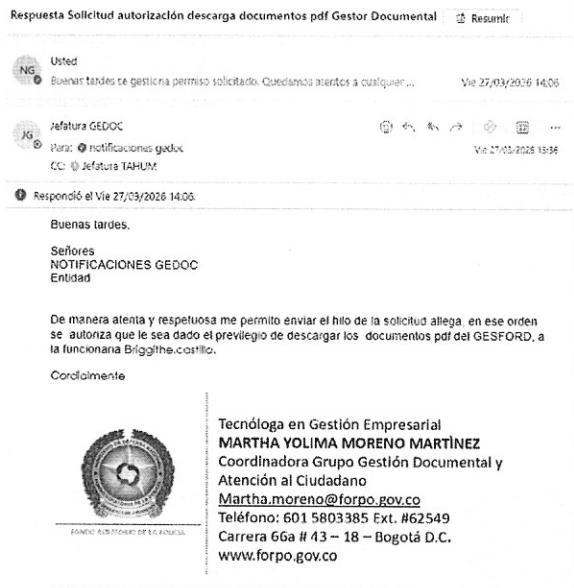 Respuesta Solicitud autorización descarga documentos pdf Gestor Documental
Resumir
NG
Usted
Buenas tardes se gestiona permiso solicitado. Quedamos atentos a cualquier ...
Vie 27/03/2026 14:06
JG
Jefatura GEDOC
Para: notificaciones gedoc
Vie 27/03/2026 13:36
CC: Jefatura TAHUM
Respondió el Vie 27/03/2026 14:06.
Buenas tardes,
Señores
NOTIFICACIONES GEDOC
Entidad
De manera atenta y respetuosa me permito enviar el hilo de la solicitud allega, en ese orden
se autoriza que le sea dado el previlegio de descargar los documentos pdf del GESFORD, a
la funcionaria Briggithe.castillo.
Cordialmente
Tecnóloga en Gestión Empresarial
MARTHA YOLIMA MORENO MARTÌNEZ
Coordinadora Grupo Gestión Documental y
Atención al Ciudadano
Martha.moreno@forpo.gov.co
Teléfono: 601 5803385 Ext. #62549
Carrera 66a # 43 – 18 – Bogotá D.C.
www.forpo.gov.co
FONDO ROTATORIO DE LA POLICÍA